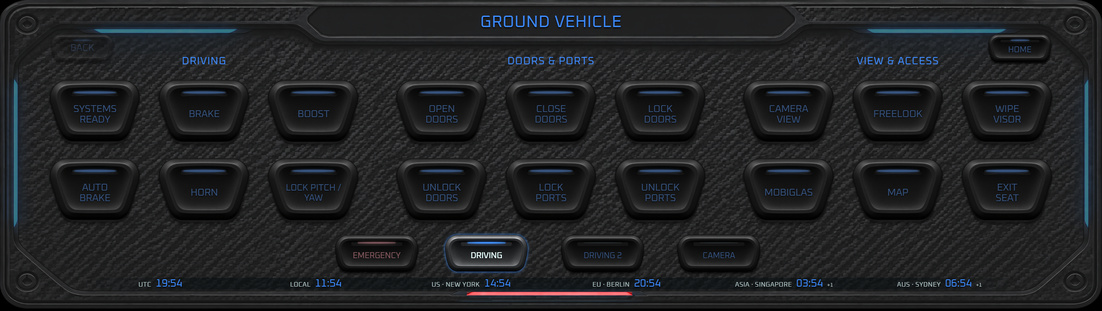 GROUND VEHICLE
BACK
HOME
DRIVING
DOORS & PORTS
VIEW & ACCESS
SYSTEMS
READY
BRAKE
BOOST
OPEN
DOORS
CLOSE
DOORS
LOCK
DOORS
CAMERA
VIEW
FREELOOK
WIPE
VISOR
AUTO
BRAKE
HORN
LOCK PITCH /
YAW
UNLOCK
DOORS
LOCK
PORTS
UNLOCK
PORTS
MOBIGLAS
MAP
EXIT
SEAT
EMERGENCY
DRIVING
DRIVING 2
CAMERA
UTC 19:54
LOCAL 11:54
US - NEW YORK 14:54
EU - BERLIN 20:54
ASIA - SINGAPORE 03:54 +1
AUS - SYDNEY 06:54 +1